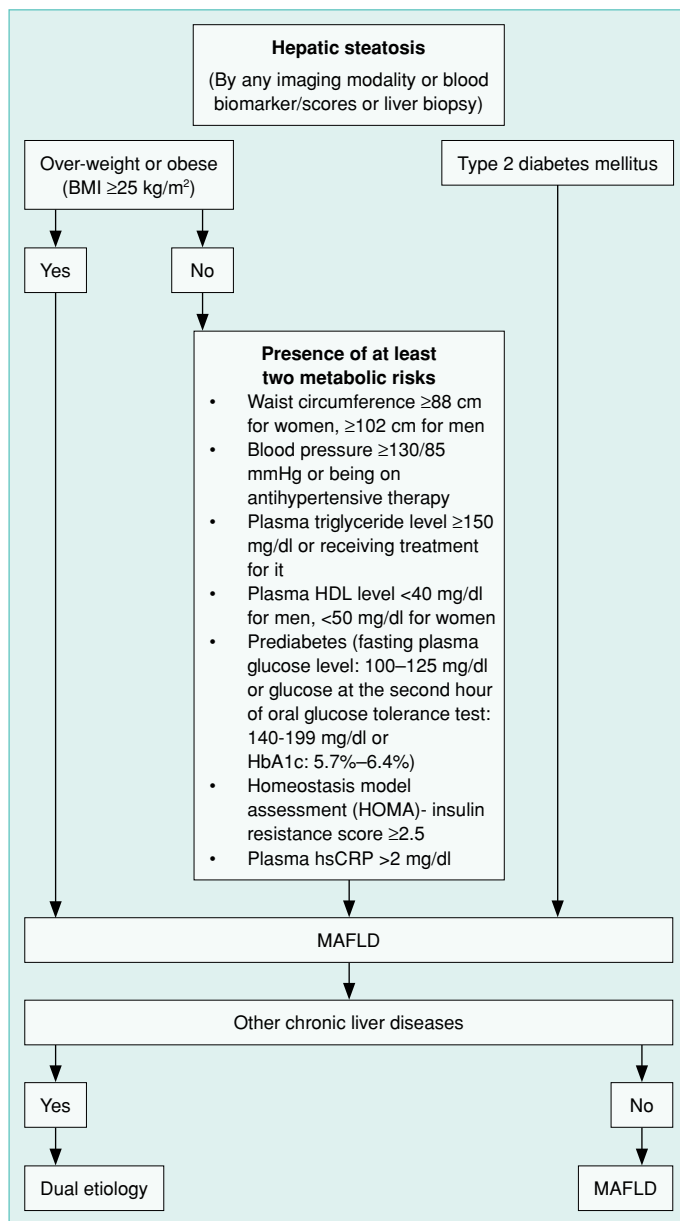 Hepatic steatosis
(By any imaging modality or blood
biomarker/scores or liver biopsy)
Over-weight or obese
(BMI ≥25 kg/m²)
Type 2 diabetes mellitus
Yes
No
Presence of at least
two metabolic risks
• Waist circumference ≥88 cm
for women, ≥102 cm for men
• Blood pressure ≥130/85
mmHg or being on
antihypertensive therapy
• Plasma triglyceride level ≥150
mg/dl or receiving treatment
for it
• Plasma HDL level <40 mg/dl
for men, <50 mg/dl for women
• Prediabetes (fasting plasma
glucose level: 100–125 mg/dl
or glucose at the second hour
of oral glucose tolerance test:
140-199 mg/dl or
HbA1c: 5.7%–6.4%)
• Homeostasis model
assessment (HOMA)- insulin
resistance score ≥2.5
• Plasma hsCRP >2 mg/dl
MAFLD
Other chronic liver diseases
Yes
No
Dual etiology
MAFLD